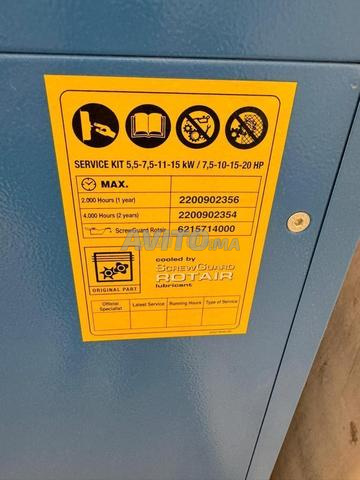 SERVICE KIT 5,5-7,5-11-15 kW / 7,5-10-15-20 HP
MAX.
2.000 Hours (1 year) 2200902356
4.000 Hours (2 years) 2200902354
ScrewGuard Rotair 6215714000
AVITO.MA
ORIGINAL PART
cooled by
SCREWGUARD
ROTAIR
lubricant
Official Specialist Latest Service Running Hours Type of Service